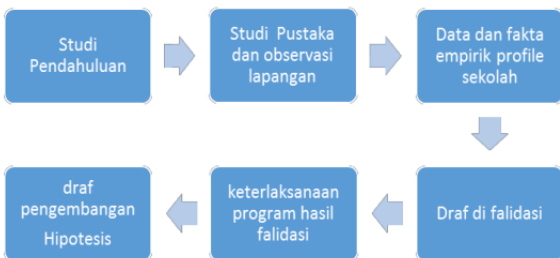 Studi
Pendahuluan
Studi Pustaka
dan observasi
lapangan
Data dan fakta
empirik profile
sekolah
Draf di falidasi
keterlaksanaan
program hasil
falidasi
draf
pengembangan
Hipotesis